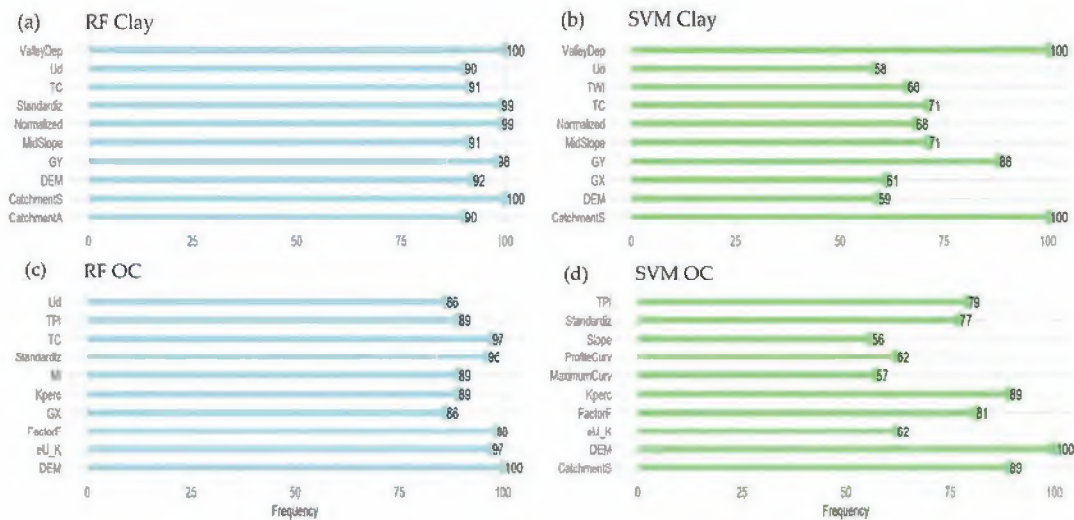 (a) RF Clay
ValleyDep 100
Ud 90
TC 91
Standardiz 99
Normalized 99
MidSlope 91
GY 98
DEM 92
CatchmentS 100
CatchmentA 90
0 25 50 75 100
(b) SVM Clay
ValleyDep 100
Ud 58
TWI 66
TC 71
Normalized 68
MidSlope 71
GY 88
GX 61
DEM 59
CatchmentS 100
0 25 50 75 100
(c) RF OC
Ud 86
TPI 89
TC 97
Standardiz 96
MI 89
Kperc 89
GX 86
FactorF 98
eU_K 97
DEM 100
0 25 50 75 100
Frequency
(d) SVM OC
TPI 79
Standardiz 77
Slope 56
ProfileCurv 62
MaximumCurv 57
Kperc 89
FactorF 81
eU_K 62
DEM 100
CatchmentS 89
0 25 50 75 100
Frequency